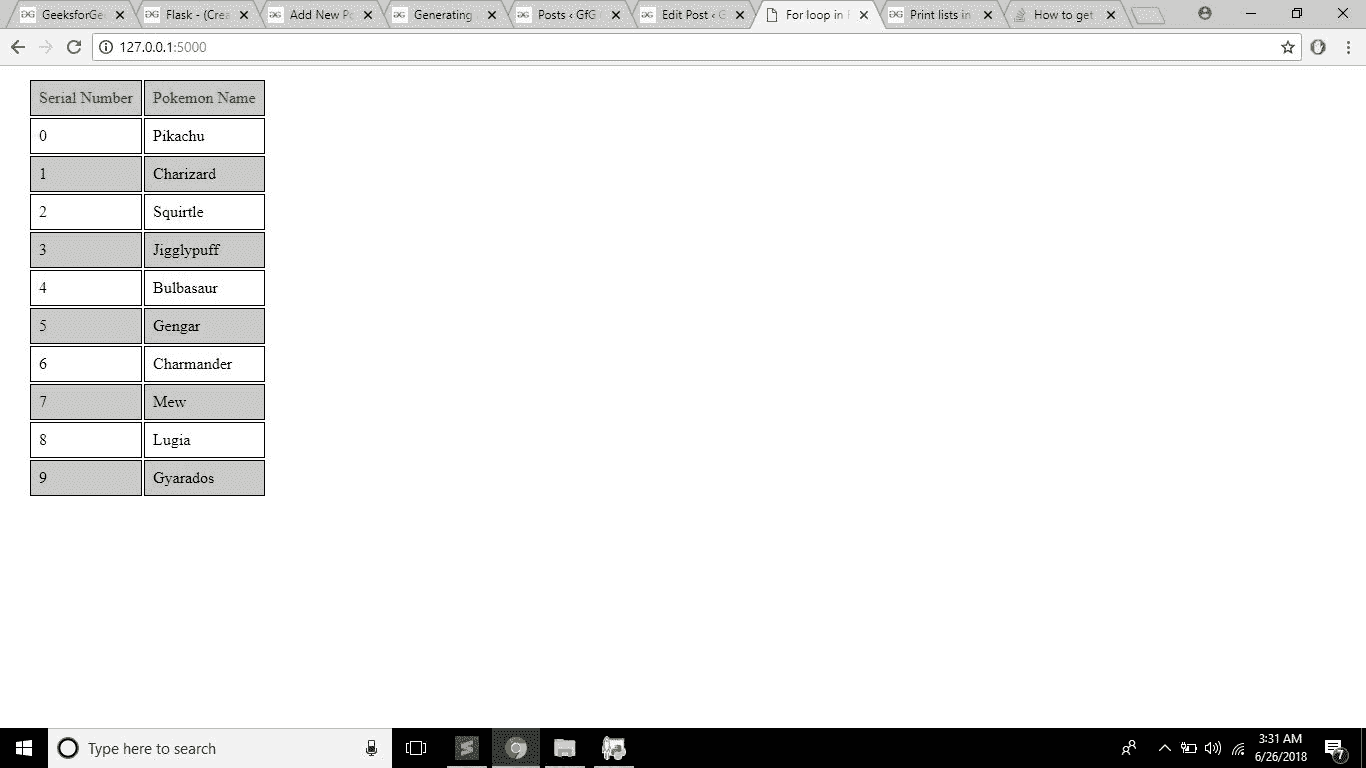 GeeksforGe
Flask - (Crea
Add New Po
Generating
Posts ‹ GfG
Edit Post ‹ G
For loop in
Print lists in
How to get
127.0.0.1:5000
Serial Number Pokemon Name
0 Pikachu
1 Charizard
2 Squirtle
3 Jigglypuff
4 Bulbasaur
5 Gengar
6 Charmander
7 Mew
8 Lugia
9 Gyarados
Type here to search
3:31 AM
6/26/2018
7